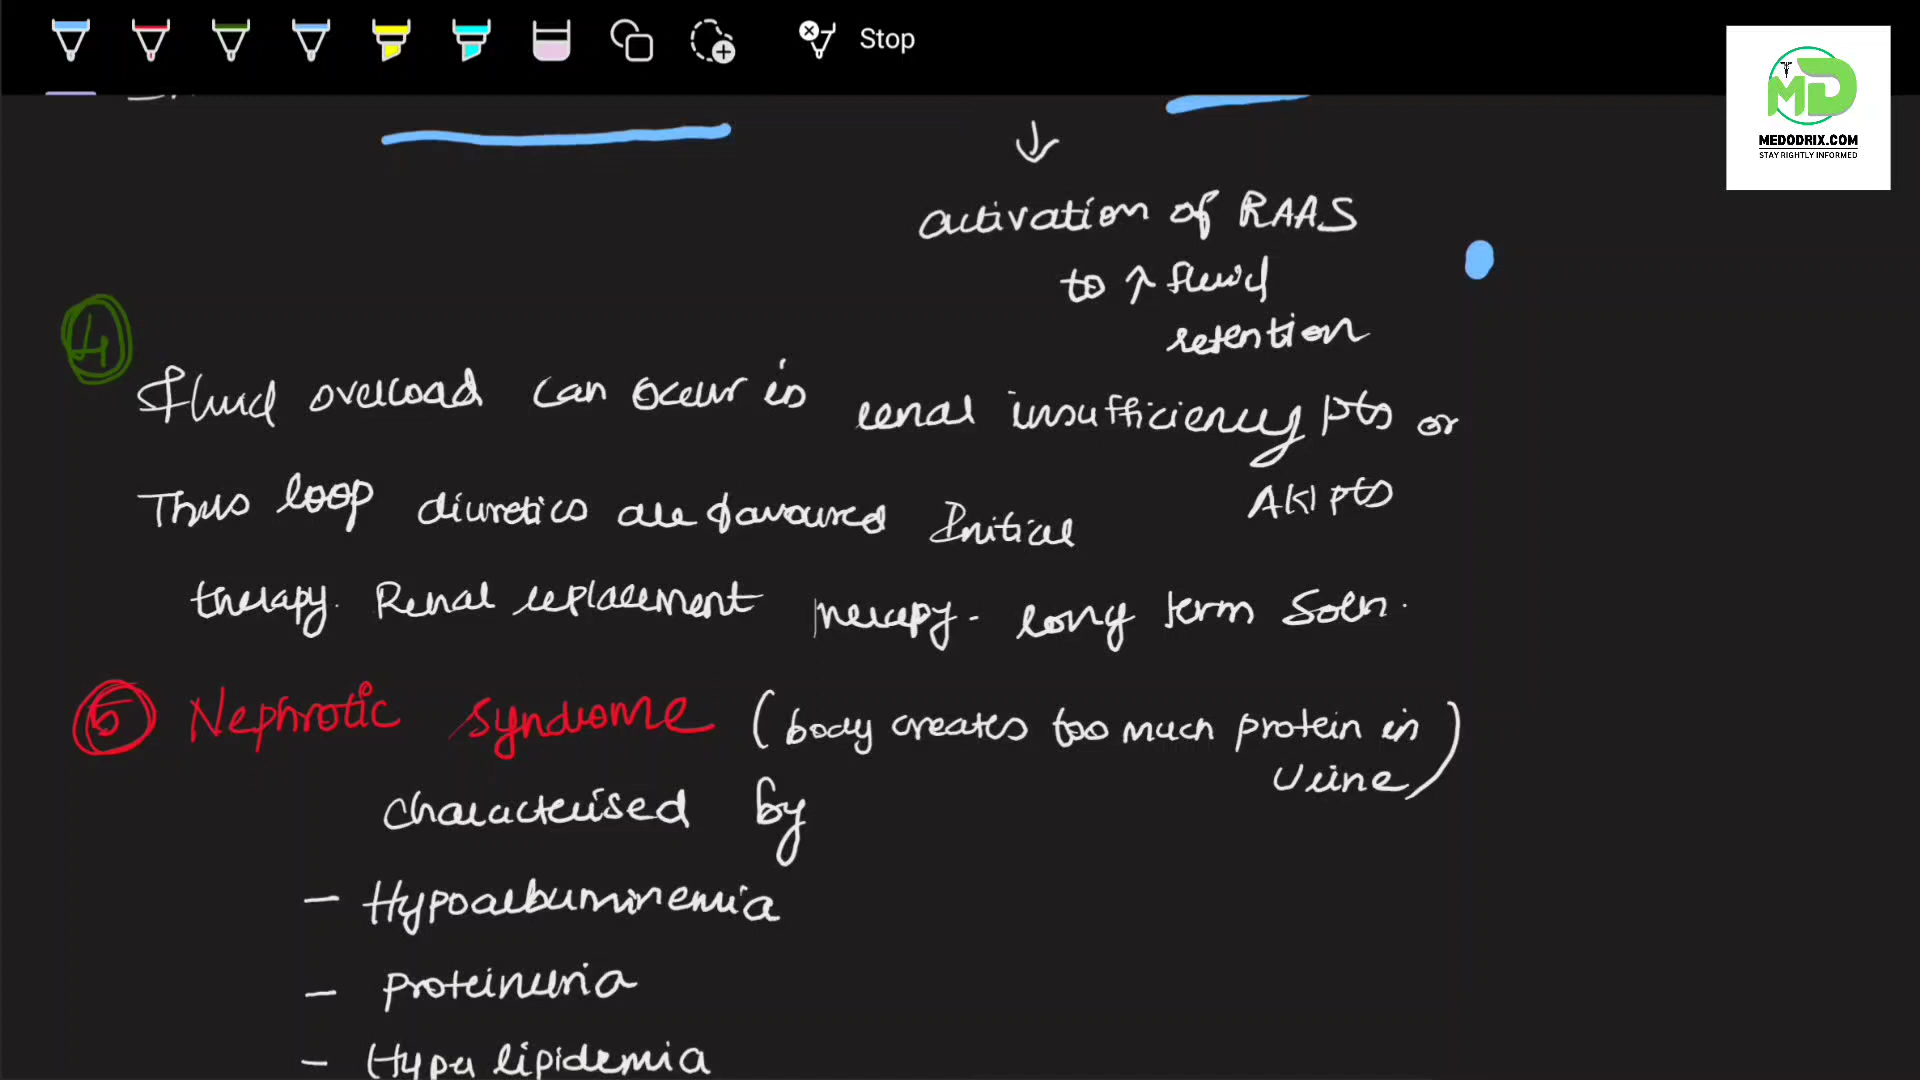 Stop
MD
MEDODRIX.COM
STAY RIGHTLY INFORMED
↓
activation of RAAS
to ↑ fluid
retention
4
Fluid overload can occur in renal insufficiency pts or
AKI pts
Thus loop diuretics are favoured Initial
therapy. Renal replacement therapy - long term soln.
5 Nephrotic syndrome (body creates too much protein in
urine)
characterised by
- Hypoalbuminemia
- proteinuria
- Hyper lipidemia